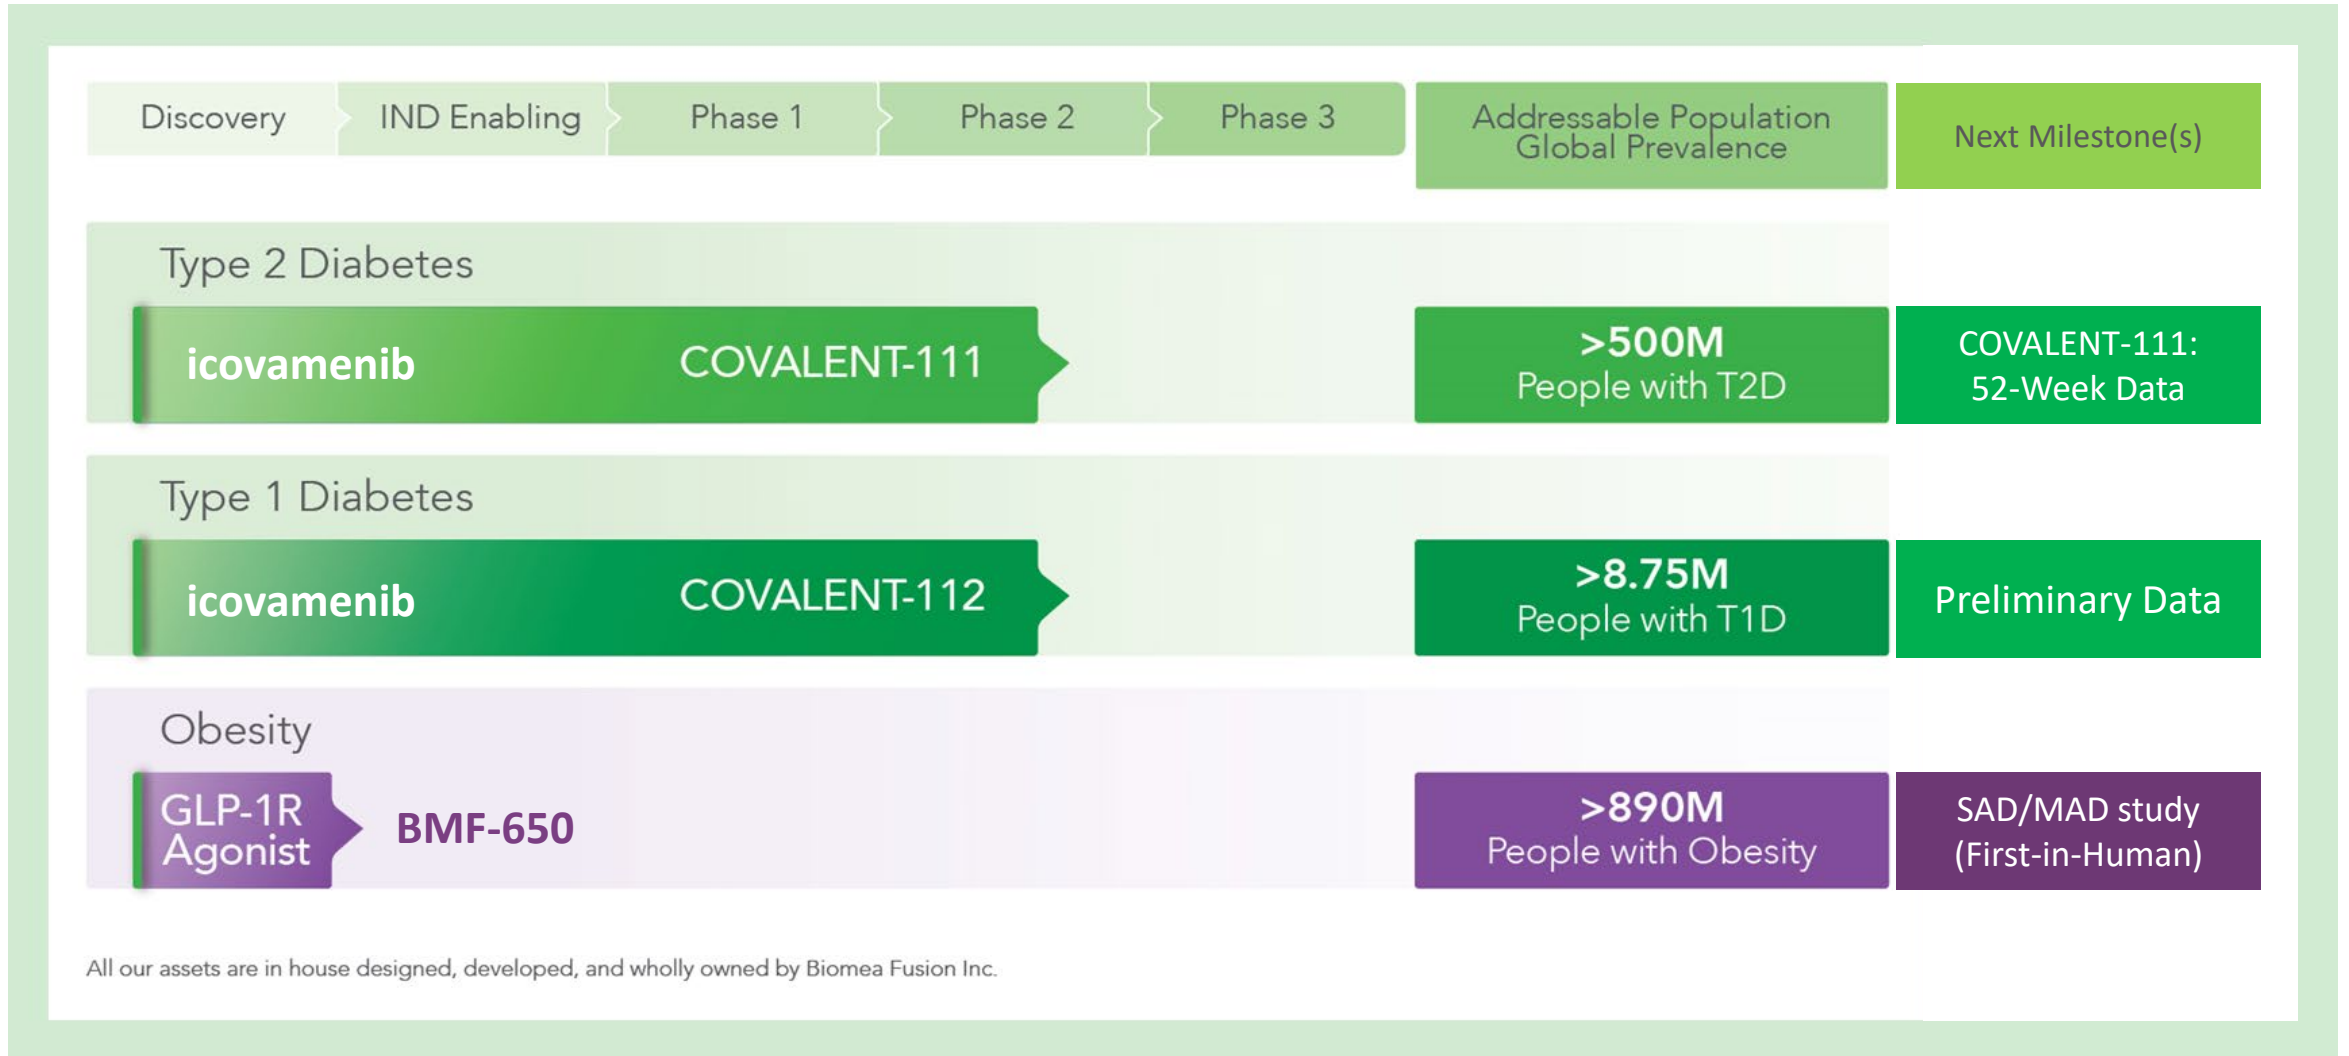 Discovery
IND Enabling
Phase 1
Phase 2
Phase 3
Addressable Population
Global Prevalence
Next Milestone(s)
Type 2 Diabetes
icovamenib
COVALENT-111
>500M
People with T2D
COVALENT-111:
52-Week Data
Type 1 Diabetes
icovamenib
COVALENT-112
>8.75M
People with T1D
Preliminary Data
Obesity
GLP-1R
Agonist
BMF-650
>890M
People with Obesity
SAD/MAD study
(First-in-Human)
All our assets are in house designed, developed, and wholly owned by Biomea Fusion Inc.